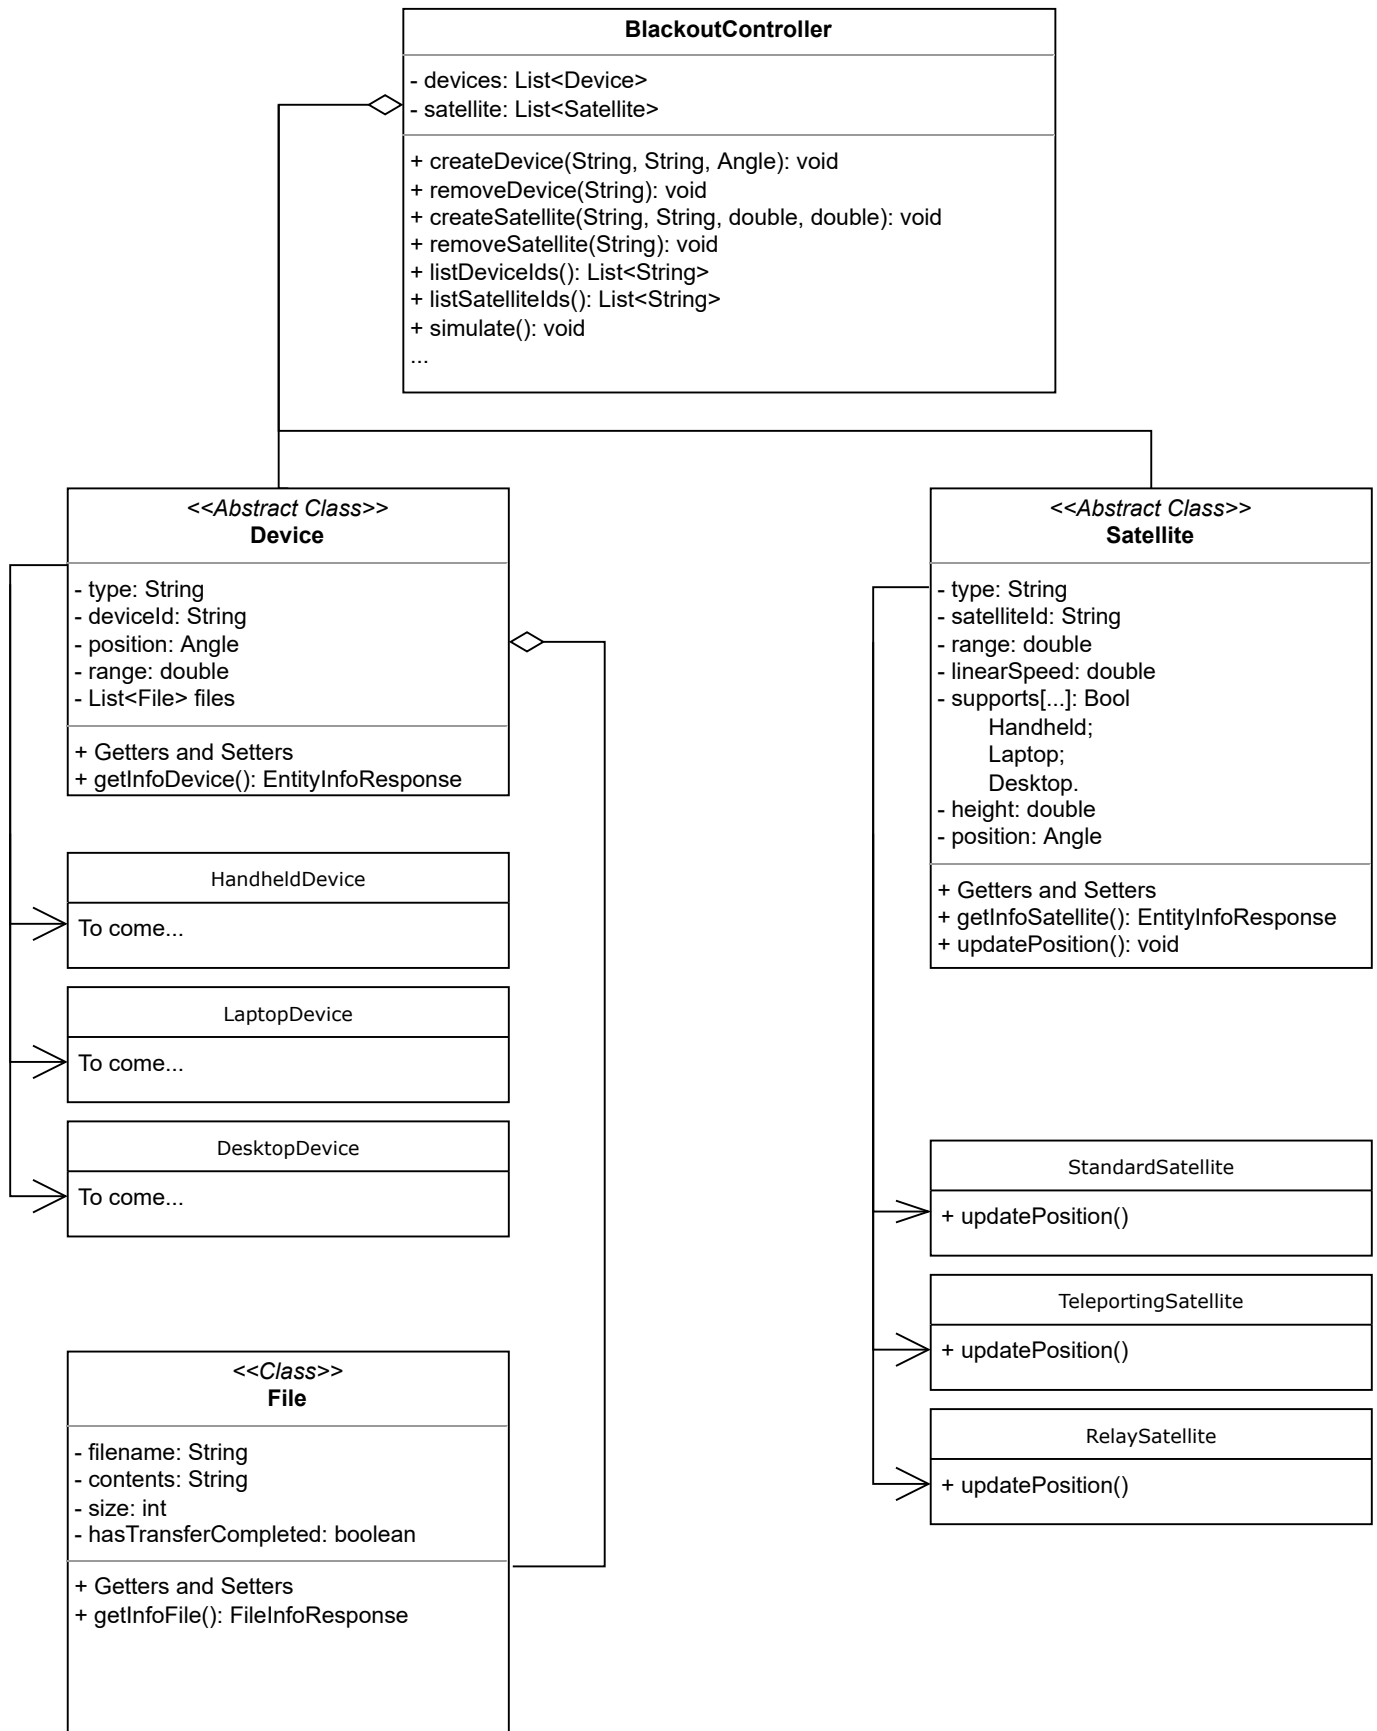 BlackoutController
- devices: List<Device>
- satellite: List<Satellite>
+ createDevice(String, String, Angle): void
+ removeDevice(String): void
+ createSatellite(String, String, double, double): void
+ removeSatellite(String): void
+ listDeviceIds(): List<String>
+ listSatelliteIds(): List<String>
+ simulate(): void
...
<<Abstract Class>>
Device
- type: String
- deviceId: String
- position: Angle
- range: double
- List<File> files
+ Getters and Setters
+ getInfoDevice(): EntityInfoResponse
HandheldDevice
To come...
LaptopDevice
To come...
DesktopDevice
To come...
<<Class>>
File
- filename: String
- contents: String
- size: int
- hasTransferCompleted: boolean
+ Getters and Setters
+ getInfoFile(): FileInfoResponse
<<Abstract Class>>
Satellite
- type: String
- satelliteId: String
- range: double
- linearSpeed: double
- supports[...]: Bool
Handheld;
Laptop;
Desktop.
- height: double
- position: Angle
+ Getters and Setters
+ getInfoSatellite(): EntityInfoResponse
+ updatePosition(): void
StandardSatellite
+ updatePosition()
TeleportingSatellite
+ updatePosition()
RelaySatellite
+ updatePosition()